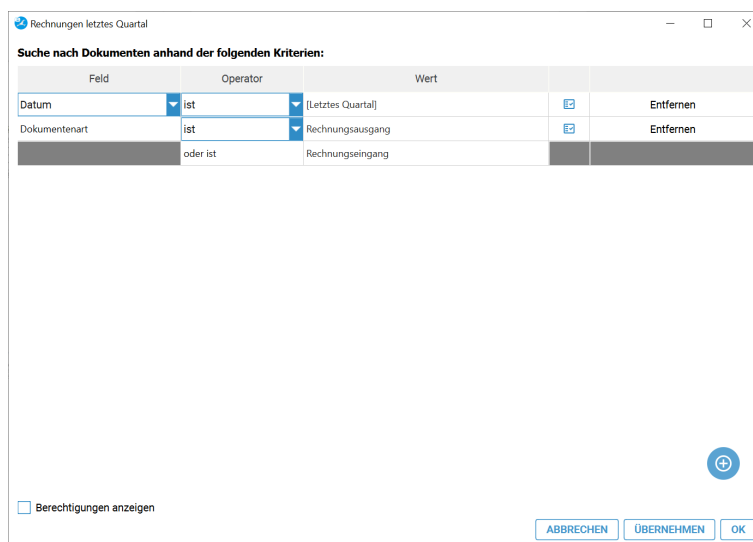 Rechnungen letztes Quartal
Suche nach Dokumenten anhand der folgenden Kriterien:
Feld Operator Wert
Datum ist [Letztes Quartal] Entfernen
Dokumentenart ist Rechnungsausgang Entfernen
oder ist Rechnungseingang
Berechtigungen anzeigen
ABBRECHEN ÜBERNEHMEN OK